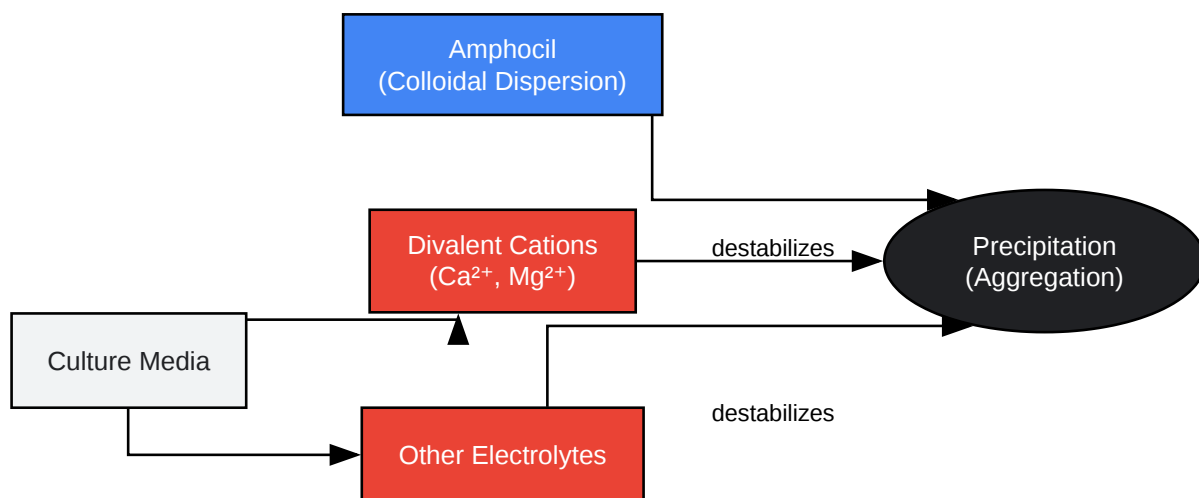 Amphocil
(Colloidal Dispersion)
Divalent Cations
(Ca²⁺, Mg²⁺)
destabilizes
Precipitation
(Aggregation)
Culture Media
destabilizes
Other Electrolytes